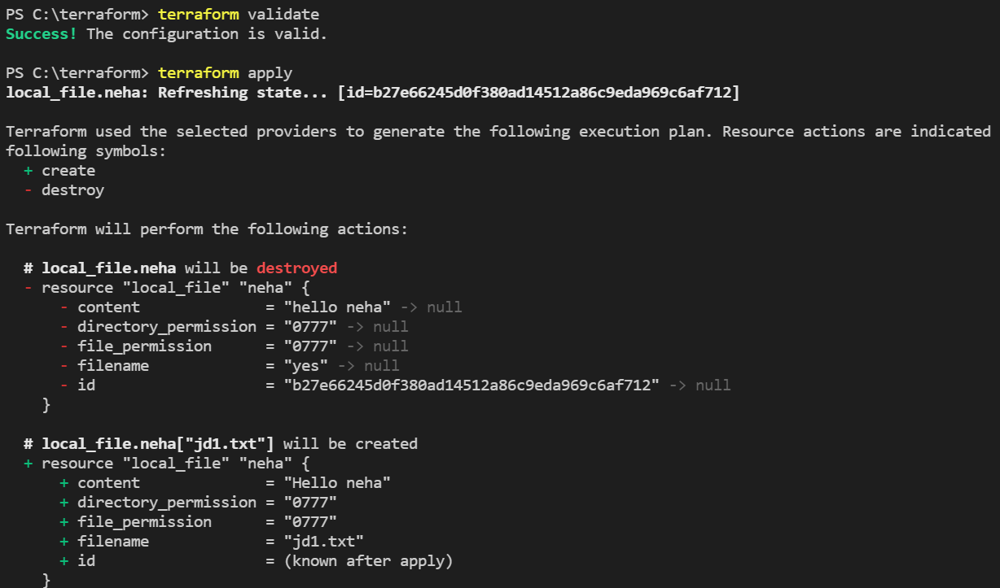 PS C:\terraform> terraform validate
Success! The configuration is valid.
PS C:\terraform> terraform apply
local_file.neha: Refreshing state... [id=b27e66245d0f380ad14512a86c9eda969c6af712]
Terraform used the selected providers to generate the following execution plan. Resource actions are indicated
following symbols:
  + create
  - destroy
Terraform will perform the following actions:
  # local_file.neha will be destroyed
  - resource "local_file" "neha" {
      - content              = "hello neha" -> null
      - directory_permission = "0777" -> null
      - file_permission      = "0777" -> null
      - filename             = "yes" -> null
      - id                   = "b27e66245d0f380ad14512a86c9eda969c6af712" -> null
    }
  # local_file.neha["jd1.txt"] will be created
  + resource "local_file" "neha" {
      + content              = "Hello neha"
      + directory_permission = "0777"
      + file_permission      = "0777"
      + filename             = "jd1.txt"
      + id                   = (known after apply)
    }